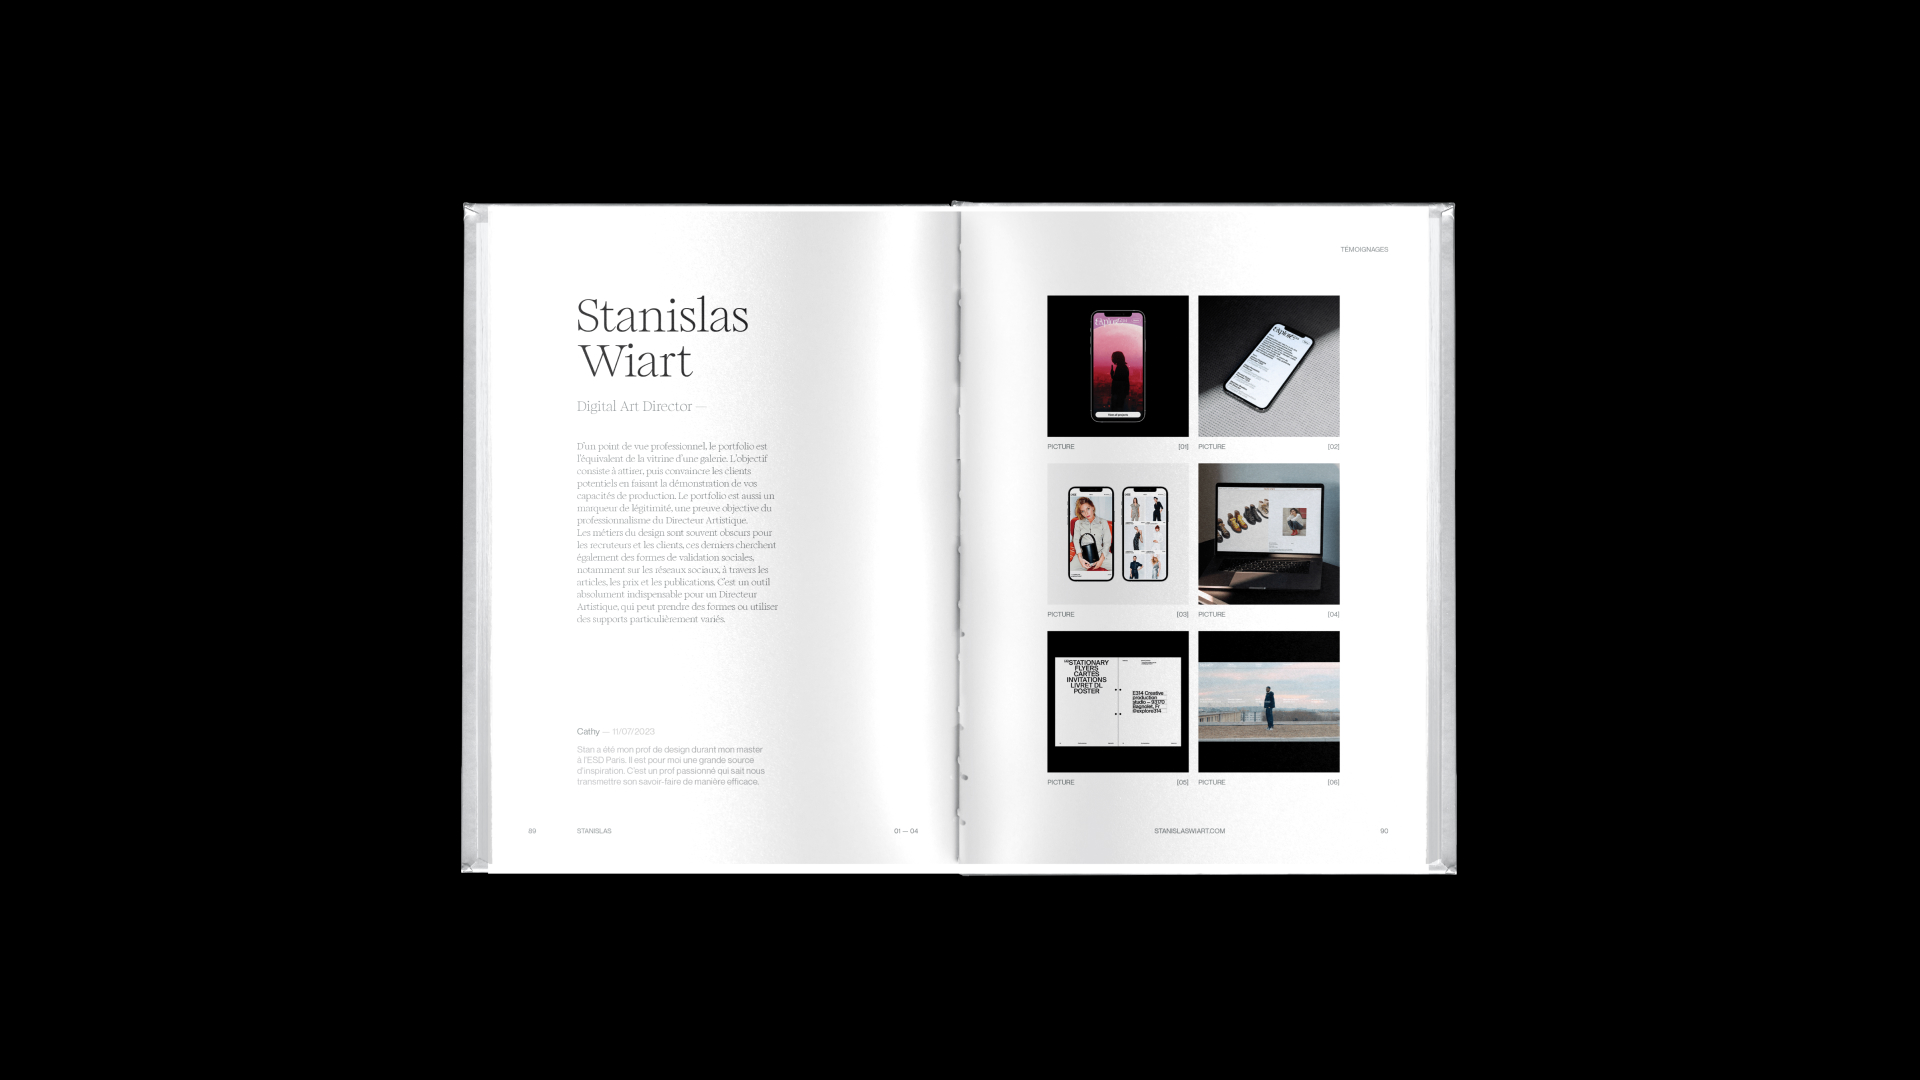 Stanislas
Wiart
Digital Art Director —
D'un point de vue professionnel, le portfolio est
l'équivalent de la vitrine d'une galerie. L'objectif
consiste à attirer, puis convaincre les clients
potentiels en faisant la démonstration de vos
capacités de production. Le portfolio est aussi un
marqueur de légitimité, une preuve objective du
professionnalisme du Directeur Artistique.
Les métiers du design sont souvent obscurs pour
les recruteurs et les clients, ces derniers cherchent
également des formes de validation sociales,
notamment sur les réseaux sociaux, à travers les
articles, les prix et les publications. C'est un outil
absolument indispensable pour un Directeur
Artistique, qui peut prendre des formes ou utiliser
des supports particulièrement variés.
Cathy — 11/07/2023
Stan a été mon prof de design durant mon master
à l'ESD Paris. Il est pour moi une grande source
d'inspiration. C'est un prof passionné qui sait nous
transmettre son savoir-faire de manière efficace.
89 STANISLAS 01 — 04
TÉMOIGNAGES
PICTURE [01] PICTURE [02]
PICTURE [03] PICTURE [04]
STATIONARY
FLYERS
CARTES
INVITATIONS
LIVRET DL
POSTER
E314 Creative
production
studio — 93170
Bagnolet, Fr
@explore314
PICTURE [05] PICTURE [06]
STANISLASWIART.COM 90